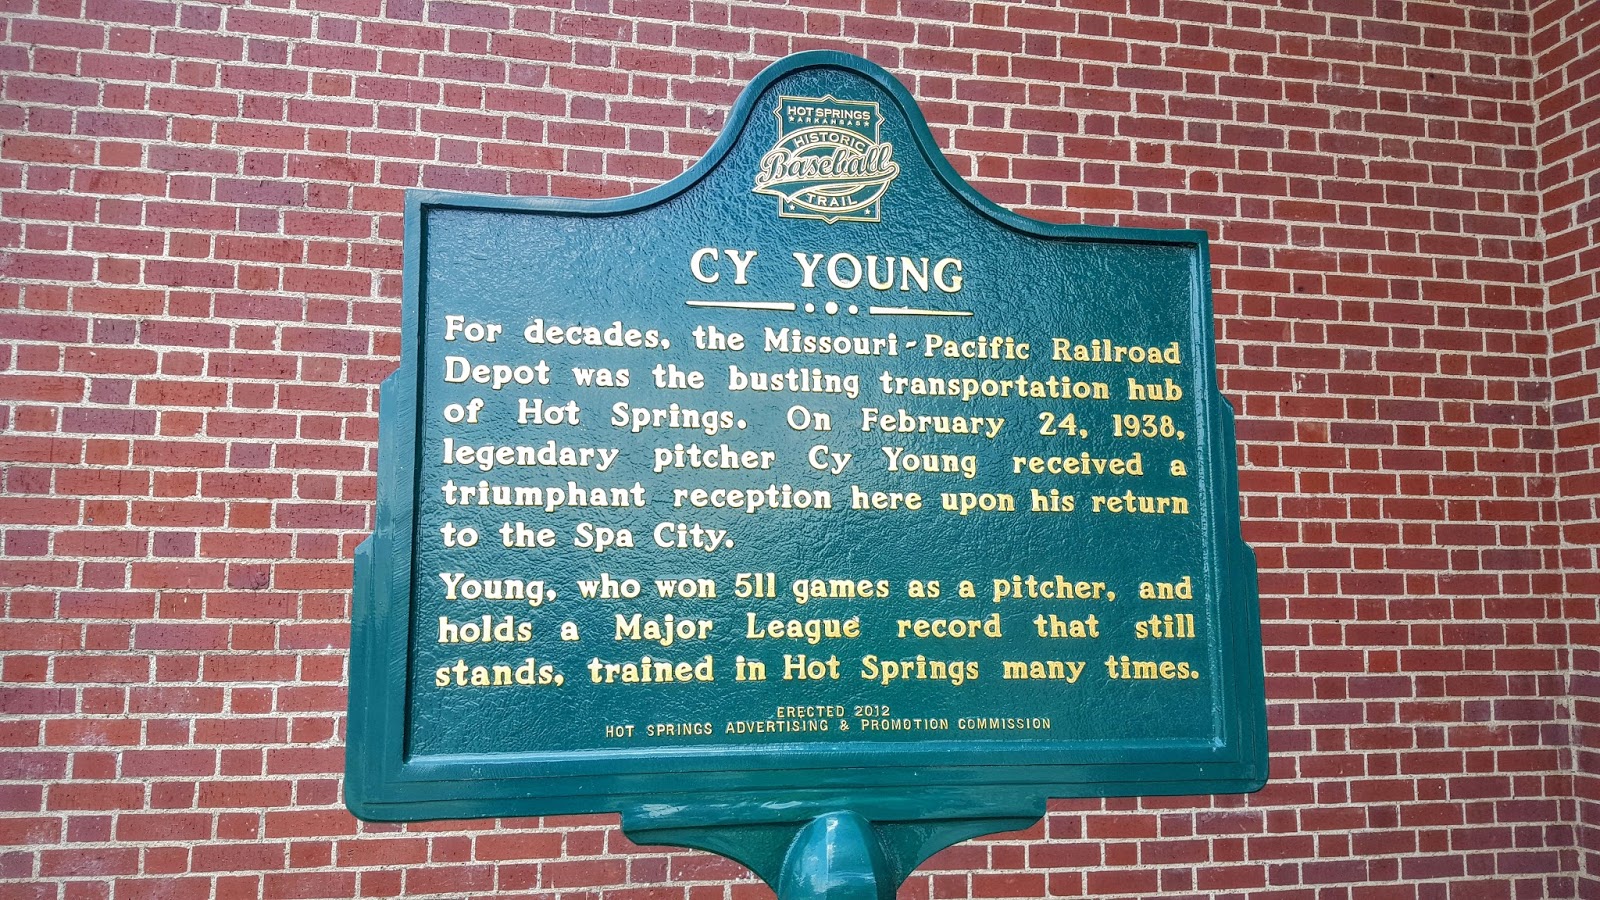 HOT SPRINGS
★ ARKANSAS ★
HISTORIC
Baseball
TRAIL
CY YOUNG
For decades, the Missouri-Pacific Railroad
Depot was the bustling transportation hub
of Hot Springs. On February 24, 1938,
legendary pitcher Cy Young received a
triumphant reception here upon his return
to the Spa City.
Young, who won 511 games as a pitcher, and
holds a Major League record that still
stands, trained in Hot Springs many times.
ERECTED 2012
HOT SPRINGS ADVERTISING & PROMOTION COMMISSION